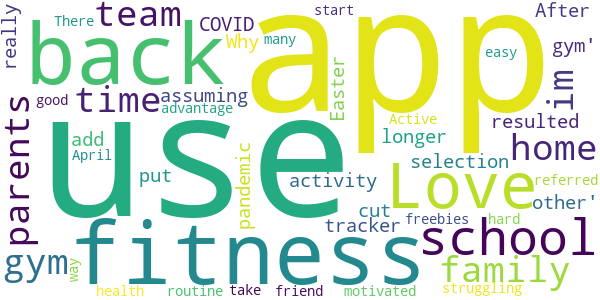 really
There
team
COVID
Why
many
start
easy
After
gym'
back
app
im
good
time
assuming
advantage
Easter
Active
longer
resulted
parents
add
April
use
pandemic
home
put
activity
selection
Love
referred
other'
cut
tracker
freebies
hard
school
gym
way
fitness
family
health
routine
take
friend
motivated
struggling